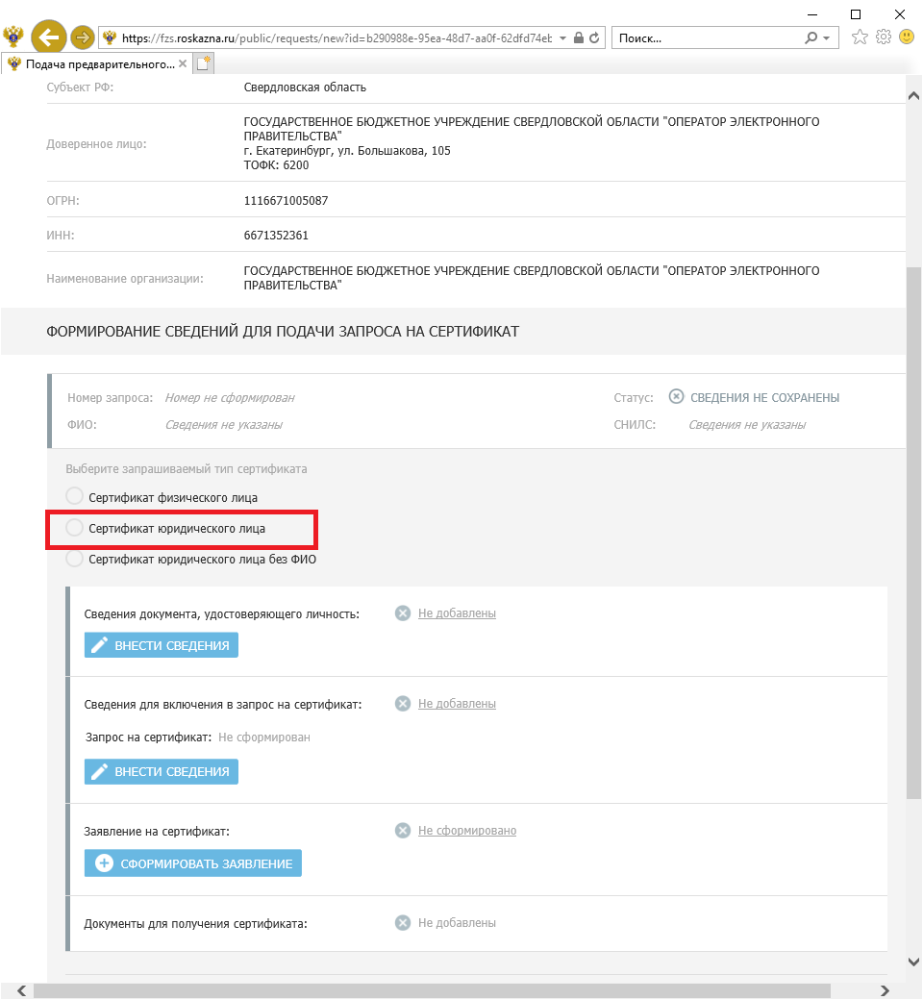 https://fzs.roskazna.ru/public/requests/new?id=b290988e-95ea-48d7-aa0f-62dfd74eb
Поиск...
Подача предварительного...
Субъект РФ: Свердловская область
Доверенное лицо:
ГОСУДАРСТВЕННОЕ БЮДЖЕТНОЕ УЧРЕЖДЕНИЕ СВЕРДЛОВСКОЙ ОБЛАСТИ "ОПЕРАТОР ЭЛЕКТРОННОГО
ПРАВИТЕЛЬСТВА"
г. Екатеринбург, ул. Большакова, 105
ТОФК: 6200
ОГРН: 1116671005087
ИНН: 6671352361
Наименование организации:
ГОСУДАРСТВЕННОЕ БЮДЖЕТНОЕ УЧРЕЖДЕНИЕ СВЕРДЛОВСКОЙ ОБЛАСТИ "ОПЕРАТОР ЭЛЕКТРОННОГО
ПРАВИТЕЛЬСТВА"
ФОРМИРОВАНИЕ СВЕДЕНИЙ ДЛЯ ПОДАЧИ ЗАПРОСА НА СЕРТИФИКАТ
Номер запроса: Номер не сформирован Статус: СВЕДЕНИЯ НЕ СОХРАНЕНЫ
ФИО: Сведения не указаны СНИЛС: Сведения не указаны
Выберите запрашиваемый тип сертификата
Сертификат физического лица
Сертификат юридического лица
Сертификат юридического лица без ФИО
Сведения документа, удостоверяющего личность: Не добавлены
ВНЕСТИ СВЕДЕНИЯ
Сведения для включения в запрос на сертификат: Не добавлены
Запрос на сертификат: Не сформирован
ВНЕСТИ СВЕДЕНИЯ
Заявление на сертификат: Не сформировано
СФОРМИРОВАТЬ ЗАЯВЛЕНИЕ
Документы для получения сертификата: Не добавлены